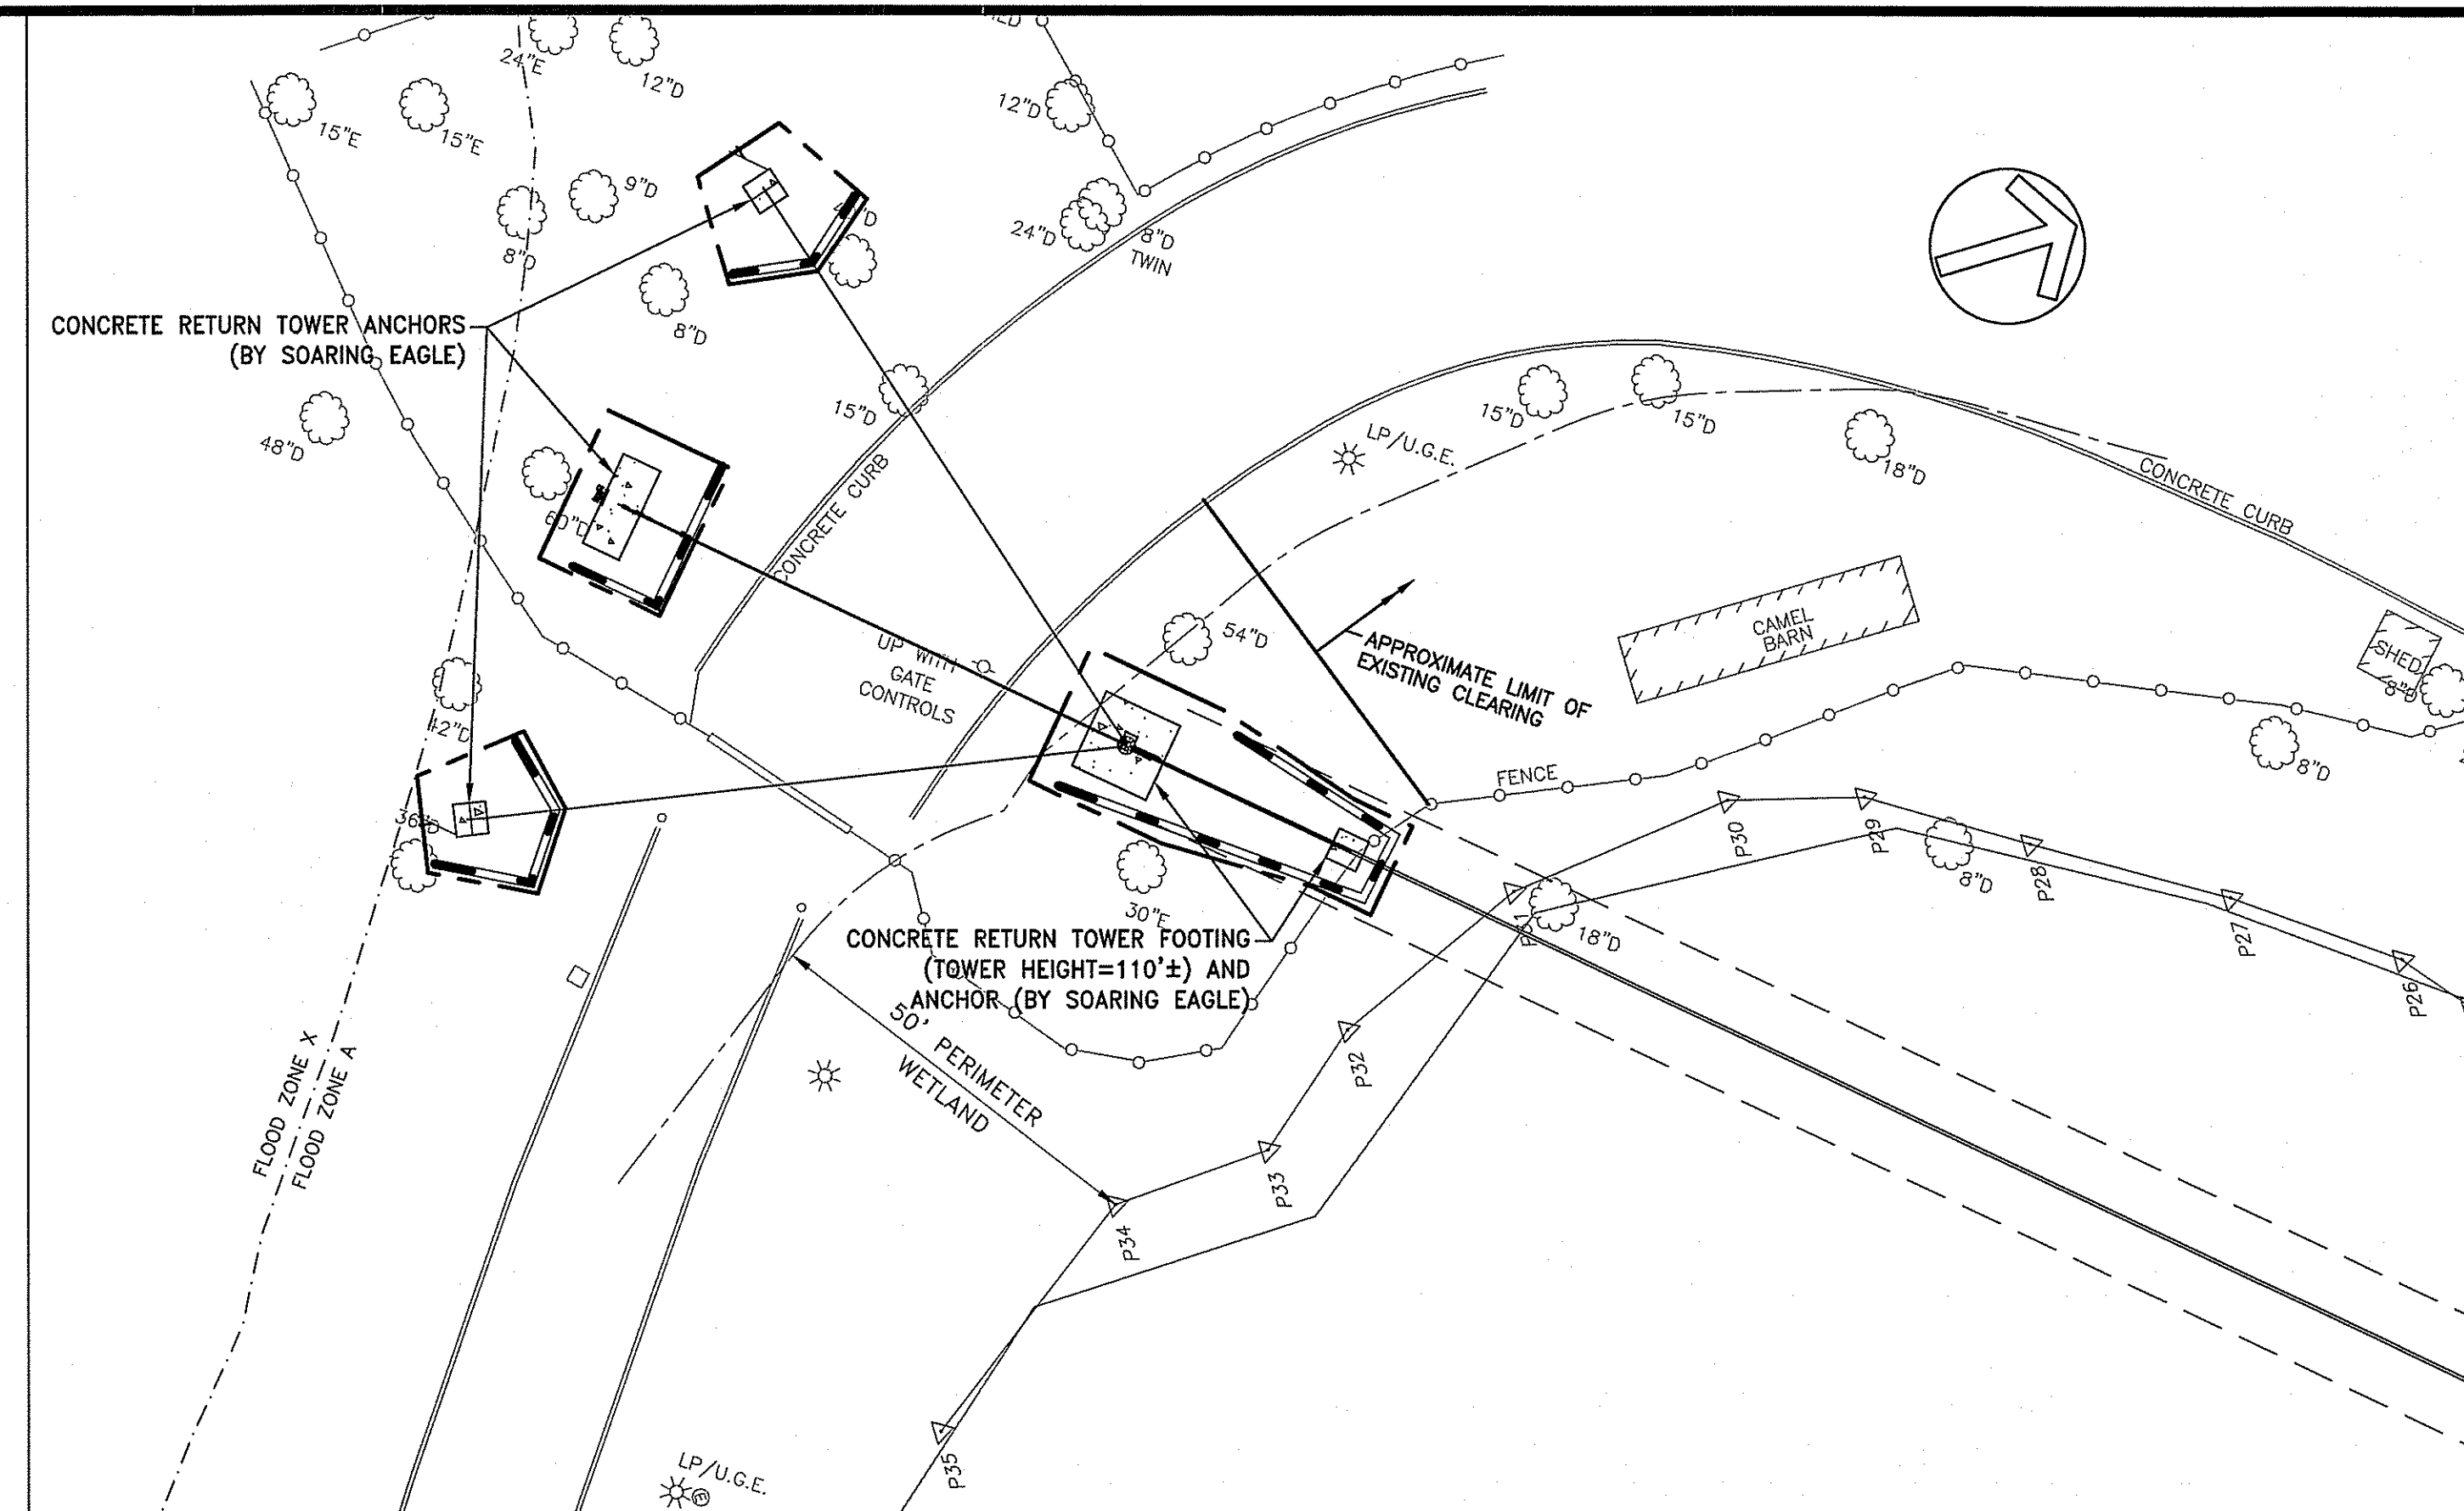 24"E
12"D
15"E
15"E
12"D
9"D
8"D
24"D
8"D
TWIN
8"D
CONCRETE RETURN TOWER ANCHORS
(BY SOARING EAGLE)
15"D
48"D
15"D
15"D
LP/U.G.E.
18"D
CONCRETE CURB
CONCRETE CURB
60"D
54"D
UP WITH
GATE
CONTROLS
APPROXIMATE LIMIT OF
EXISTING CLEARING
CAMEL
BARN
SHED
8"D
42"D
8"D
FENCE
36"D
P30
P29
P28
8"D
P27
P26
30"E
18"D
CONCRETE RETURN TOWER FOOTING
(TOWER HEIGHT=110'±) AND
ANCHOR (BY SOARING EAGLE)
50' PERIMETER
WETLAND
P32
P33
P34
FLOOD ZONE X
FLOOD ZONE A
P35
LP/U.G.E.
E